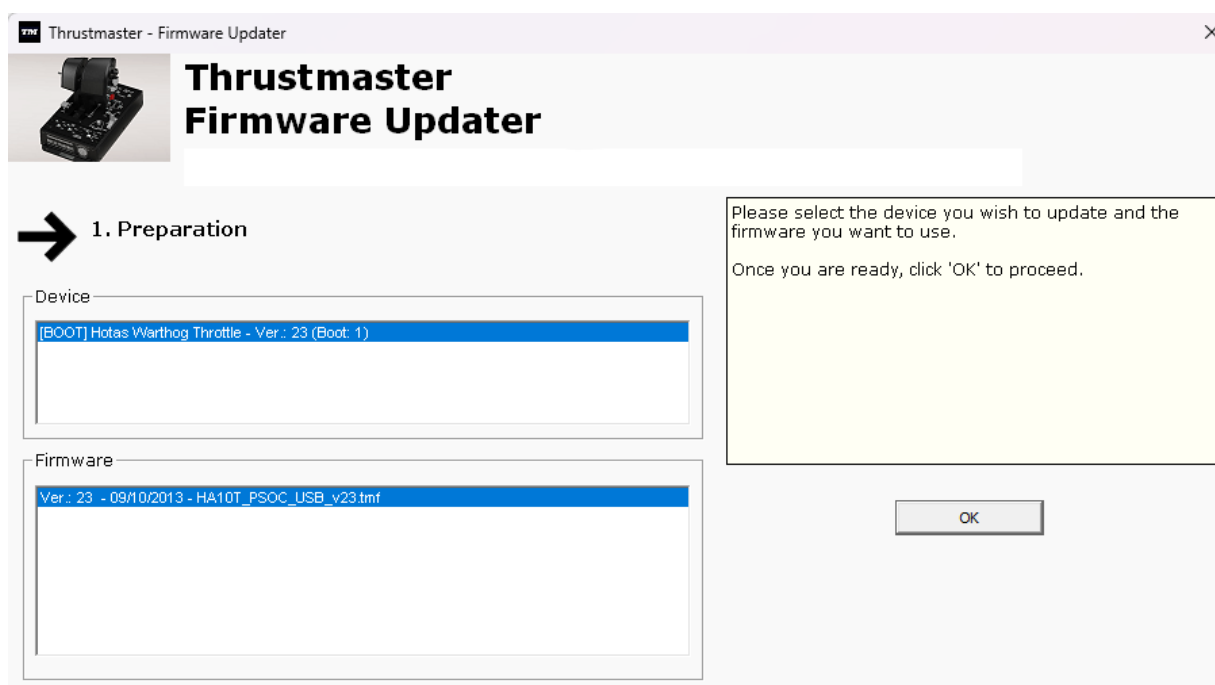 Thrustmaster - Firmware Updater
Thrustmaster
Firmware Updater
1. Preparation
Please select the device you wish to update and the
firmware you want to use.
Once you are ready, click 'OK' to proceed.
Device
[BOOT] Hotas Warthog Throttle - Ver.: 23 (Boot: 1)
Firmware
Ver.: 23 - 09/10/2013 - HA10T_PSOC_USB_v23.tmf
OK